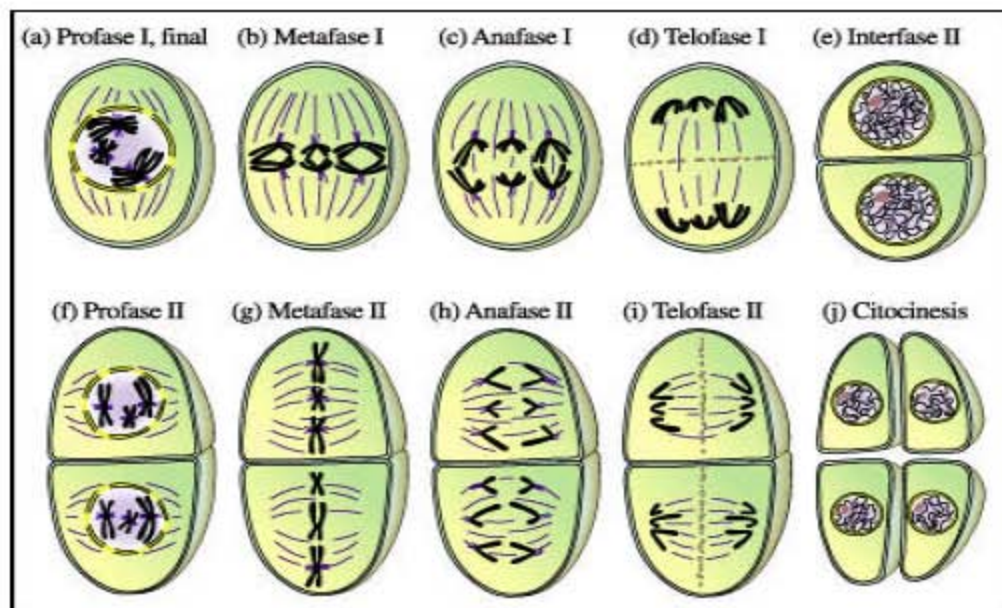 (a) Profase I, final (b) Metafase I (c) Anafase I (d) Telofase I (e) Interfase II
(f) Profase II (g) Metafase II (h) Anafase II (i) Telofase II (j) Citocinesis